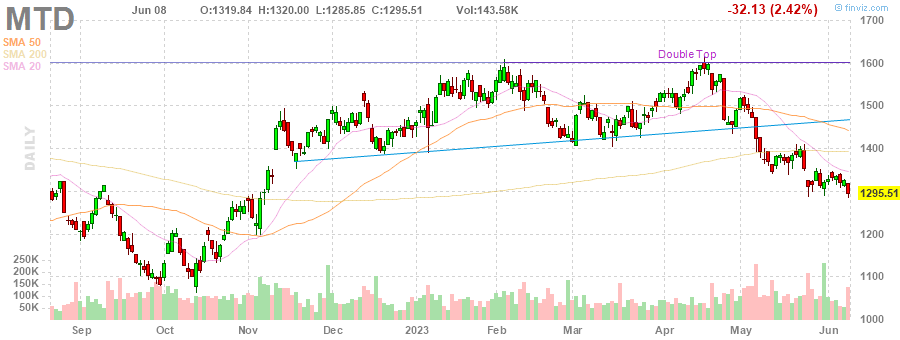 MTD Jun 08 O:1319.84 H:1320.00 L:1285.85 C:1295.51 Vol:143.58K -32.13 (2.42%) © finviz.com
SMA 50
SMA 200
SMA 20
Double Top
DAILY
1700
1600
1500
1400
1295.51
1200
1100
1000
250K
200K
150K
100K
50K
Sep Oct Nov Dec 2023 Feb Mar Apr May Jun